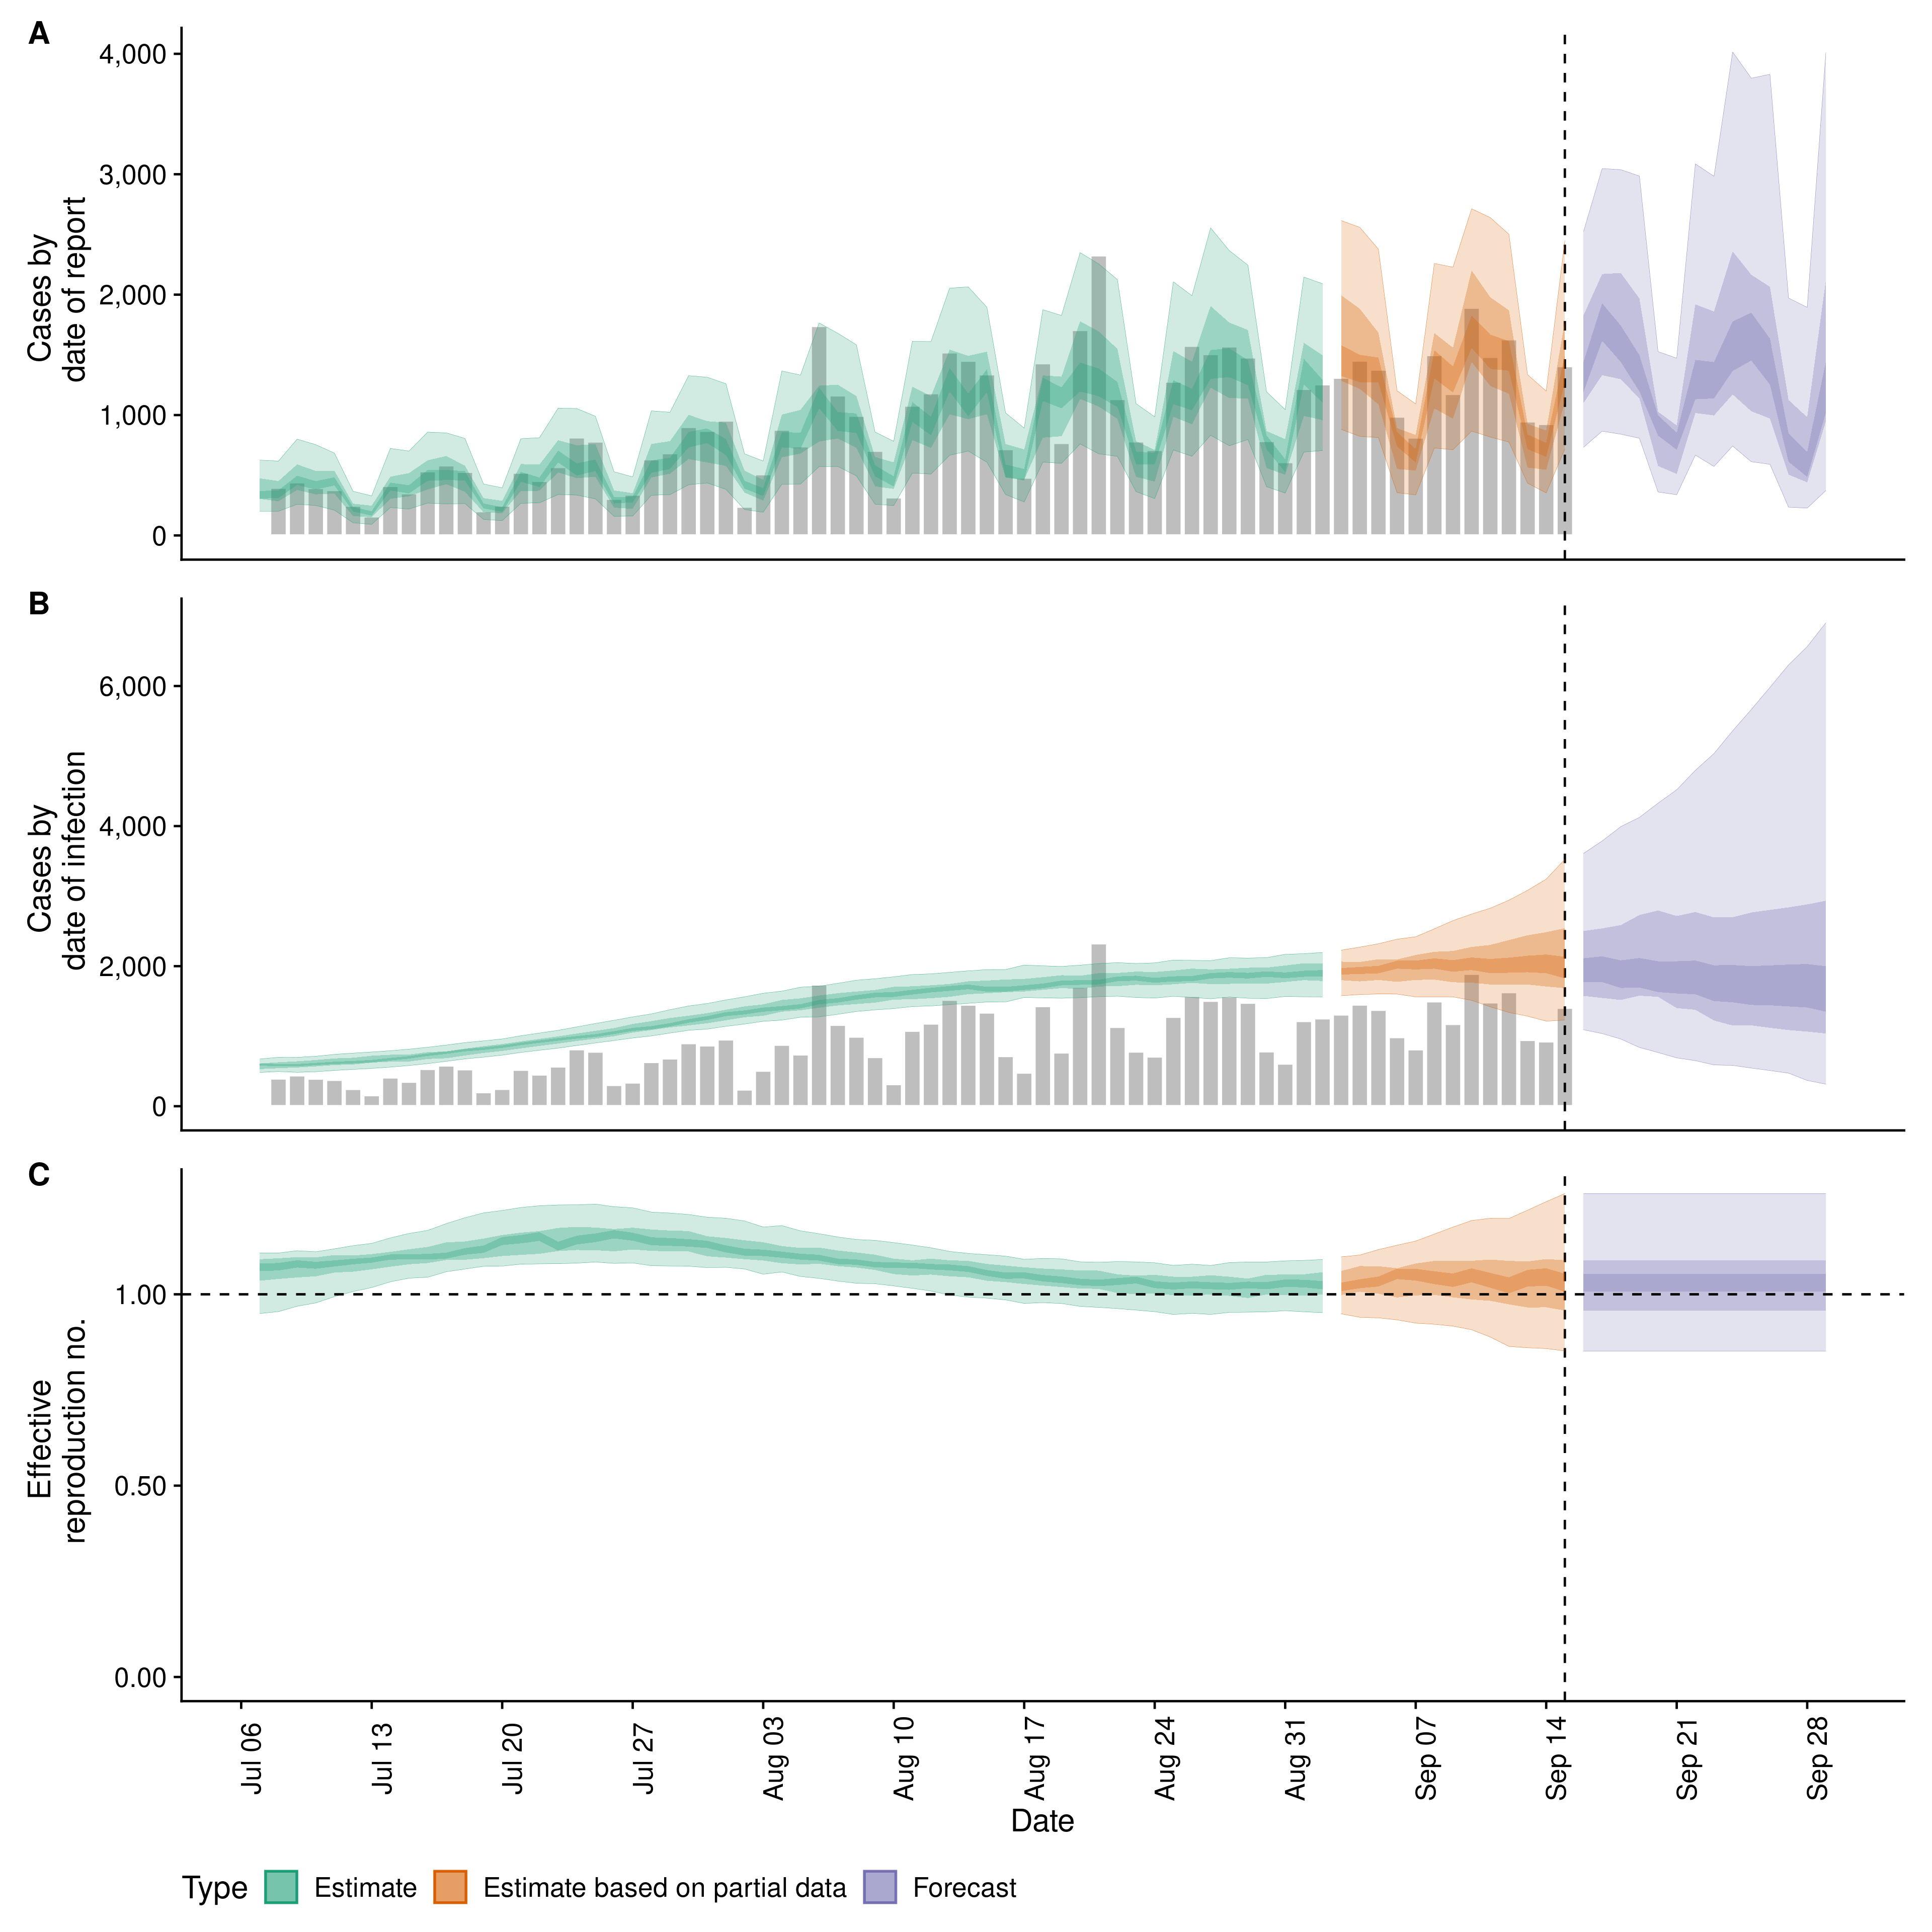 A
Cases by
date of report
4,000
3,000
2,000
1,000
0
B
Cases by
date of infection
6,000
4,000
2,000
0
C
Effective
reproduction no.
1.00
0.50
0.00
Jul 06
Jul 13
Jul 20
Jul 27
Aug 03
Aug 10
Aug 17
Aug 24
Aug 31
Sep 07
Sep 14
Sep 21
Sep 28
Date
Type Estimate Estimate based on partial data Forecast